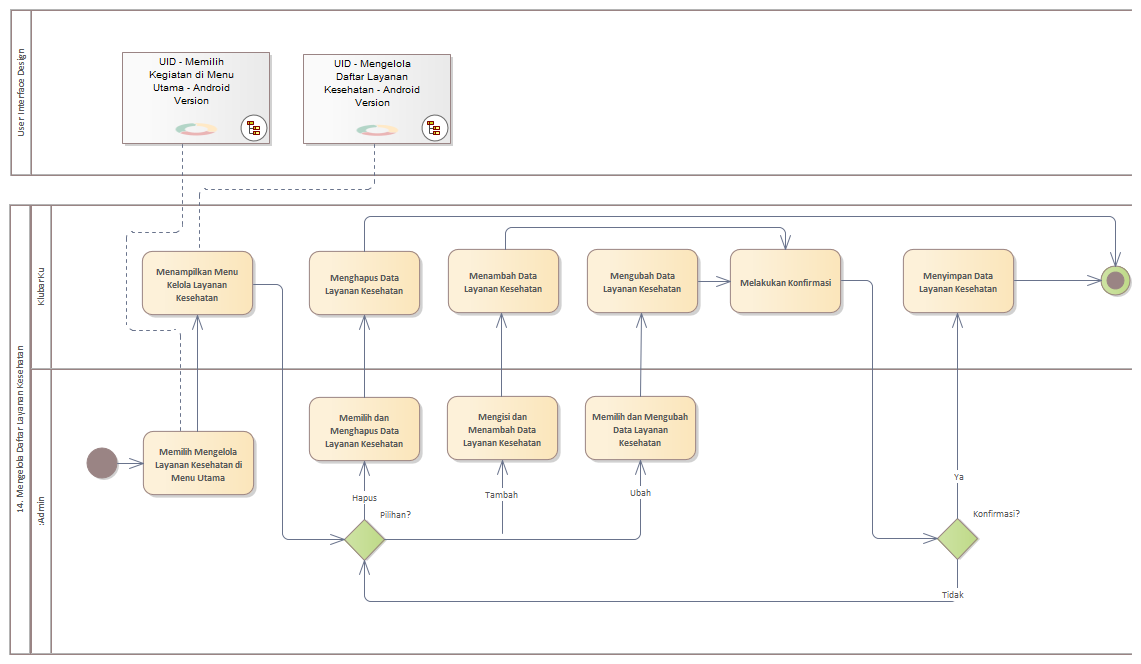 User Interface Design
UID - Memilih
Kegiatan di Menu
Utama - Android
Version
UID - Mengelola
Daftar Layanan
Kesehatan - Android
Version
14. Mengelola Daftar Layanan Kesehatan
KlubarKu
Menampilkan Menu
Kelola Layanan
Kesehatan
Menghapus Data
Layanan Kesehatan
Menambah Data
Layanan Kesehatan
Mengubah Data
Layanan Kesehatan
Melakukan Konfirmasi
Menyimpan Data
Layanan Kesehatan
:Admin
Memilih Mengelola
Layanan Kesehatan di
Menu Utama
Memilih dan
Menghapus Data
Layanan Kesehatan
Mengisi dan
Menambah Data
Layanan Kesehatan
Memilih dan Mengubah
Data Layanan
Kesehatan
Hapus
Tambah
Ubah
Pilihan?
Ya
Konfirmasi?
Tidak